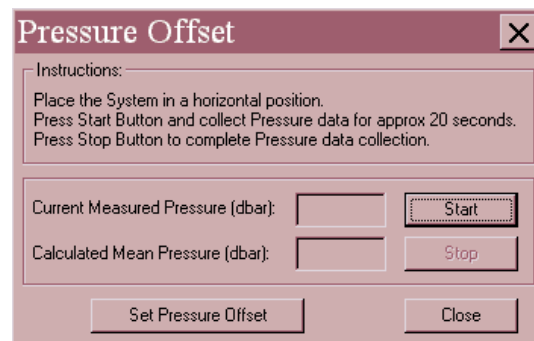 Pressure Offset
Instructions:
Place the System in a horizontal position.
Press Start Button and collect Pressure data for approx 20 seconds.
Press Stop Button to complete Pressure data collection.
Current Measured Pressure (dbar):
Start
Calculated Mean Pressure (dbar):
Stop
Set Pressure Offset
Close